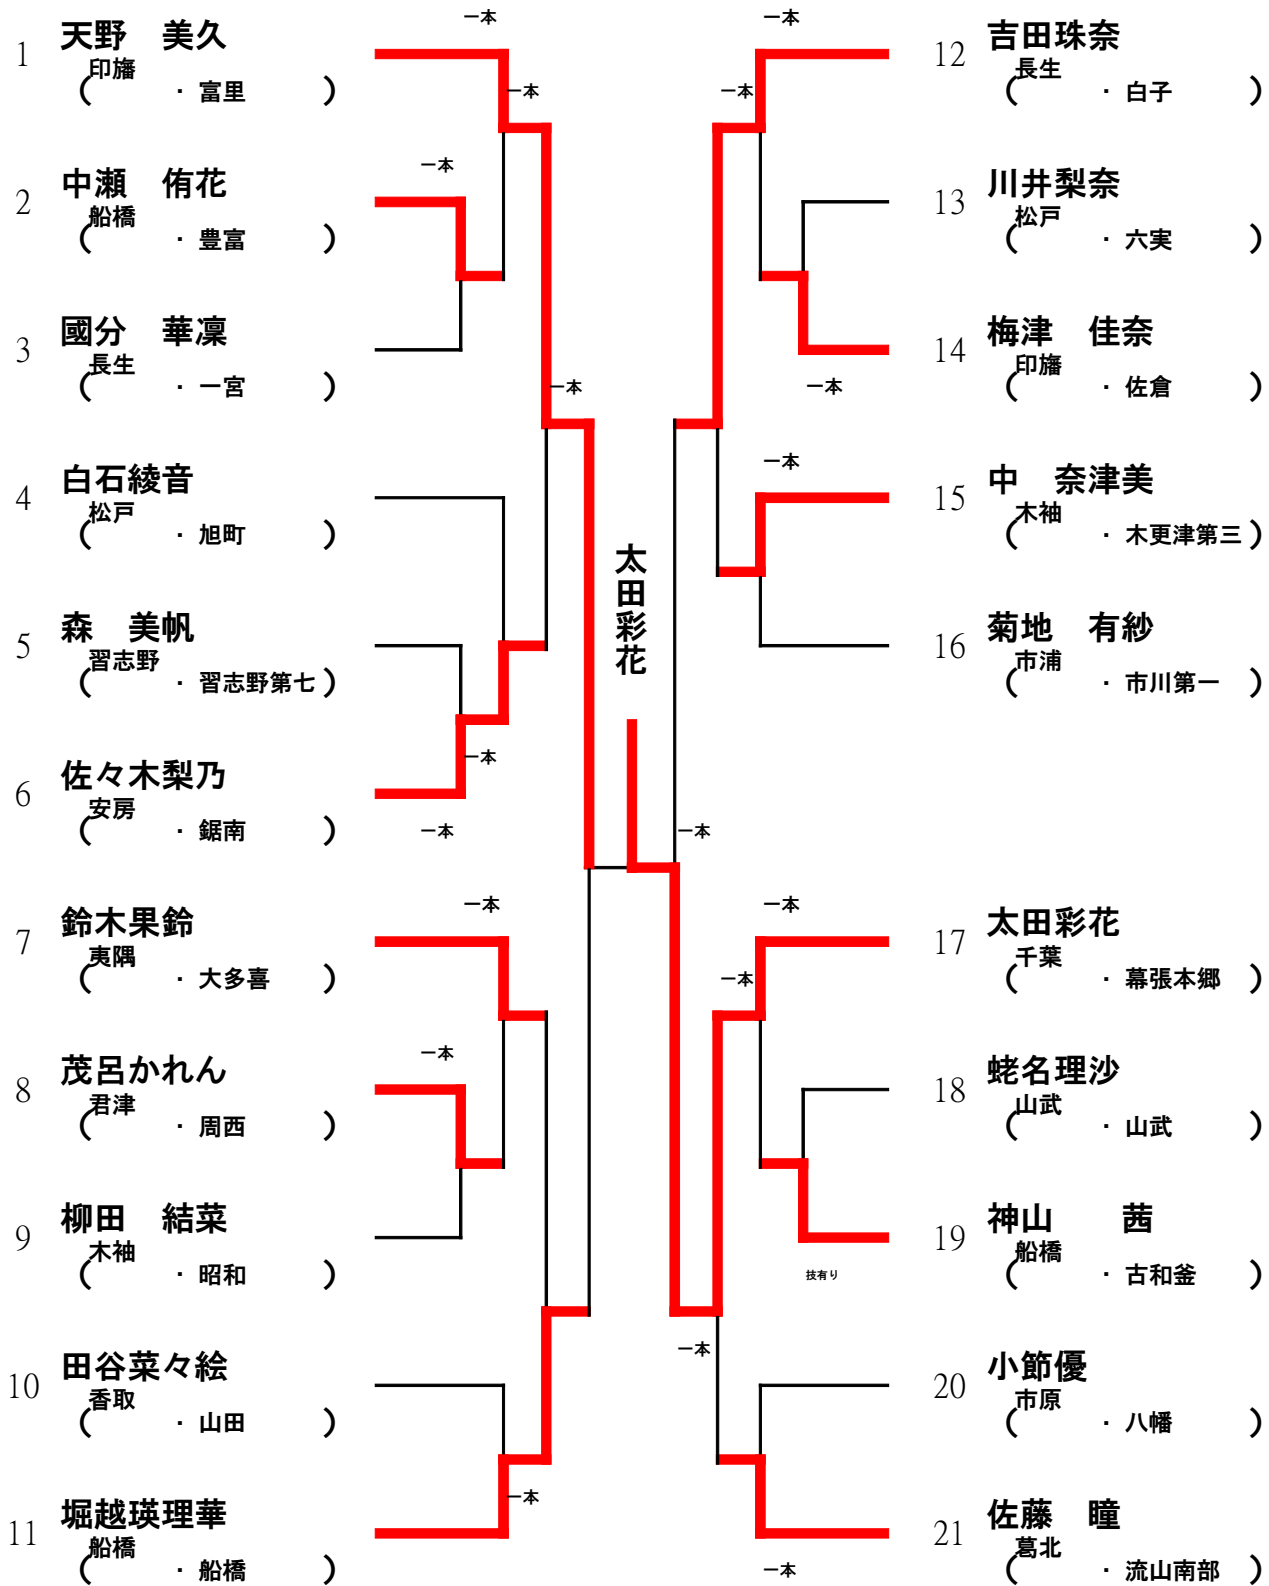 一本
1 天野　美久
(印旛 ・ 富里)
一本
一本
2 中瀬　侑花
(船橋 ・ 豊富)
3 國分　華凜
(長生 ・ 一宮)
一本
4 白石綾音
(松戸 ・ 旭町)
5 森　美帆
(習志野 ・ 習志野第七)
一本
6 佐々木梨乃
(安房 ・ 鋸南)
一本
一本
7 鈴木果鈴
(夷隅 ・ 大多喜)
一本
8 茂呂かれん
(君津 ・ 周西)
9 柳田　結菜
(木袖 ・ 昭和)
10 田谷菜々絵
(香取 ・ 山田)
一本
11 堀越瑛理華
(船橋 ・ 船橋)
太田彩花
一本
12 吉田珠奈
(長生 ・ 白子)
一本
13 川井梨奈
(松戸 ・ 六実)
14 梅津　佳奈
(印旛 ・ 佐倉)
一本
一本
15 中　奈津美
(木袖 ・ 木更津第三)
16 菊地　有紗
(市浦 ・ 市川第一)
一本
一本
17 太田彩花
(千葉 ・ 幕張本郷)
一本
18 蛯名理沙
(山武 ・ 山武)
19 神山　　茜
(船橋 ・ 古和釜)
技有り
一本
20 小節優
(市原 ・ 八幡)
21 佐藤　瞳
(葛北 ・ 流山南部)
一本